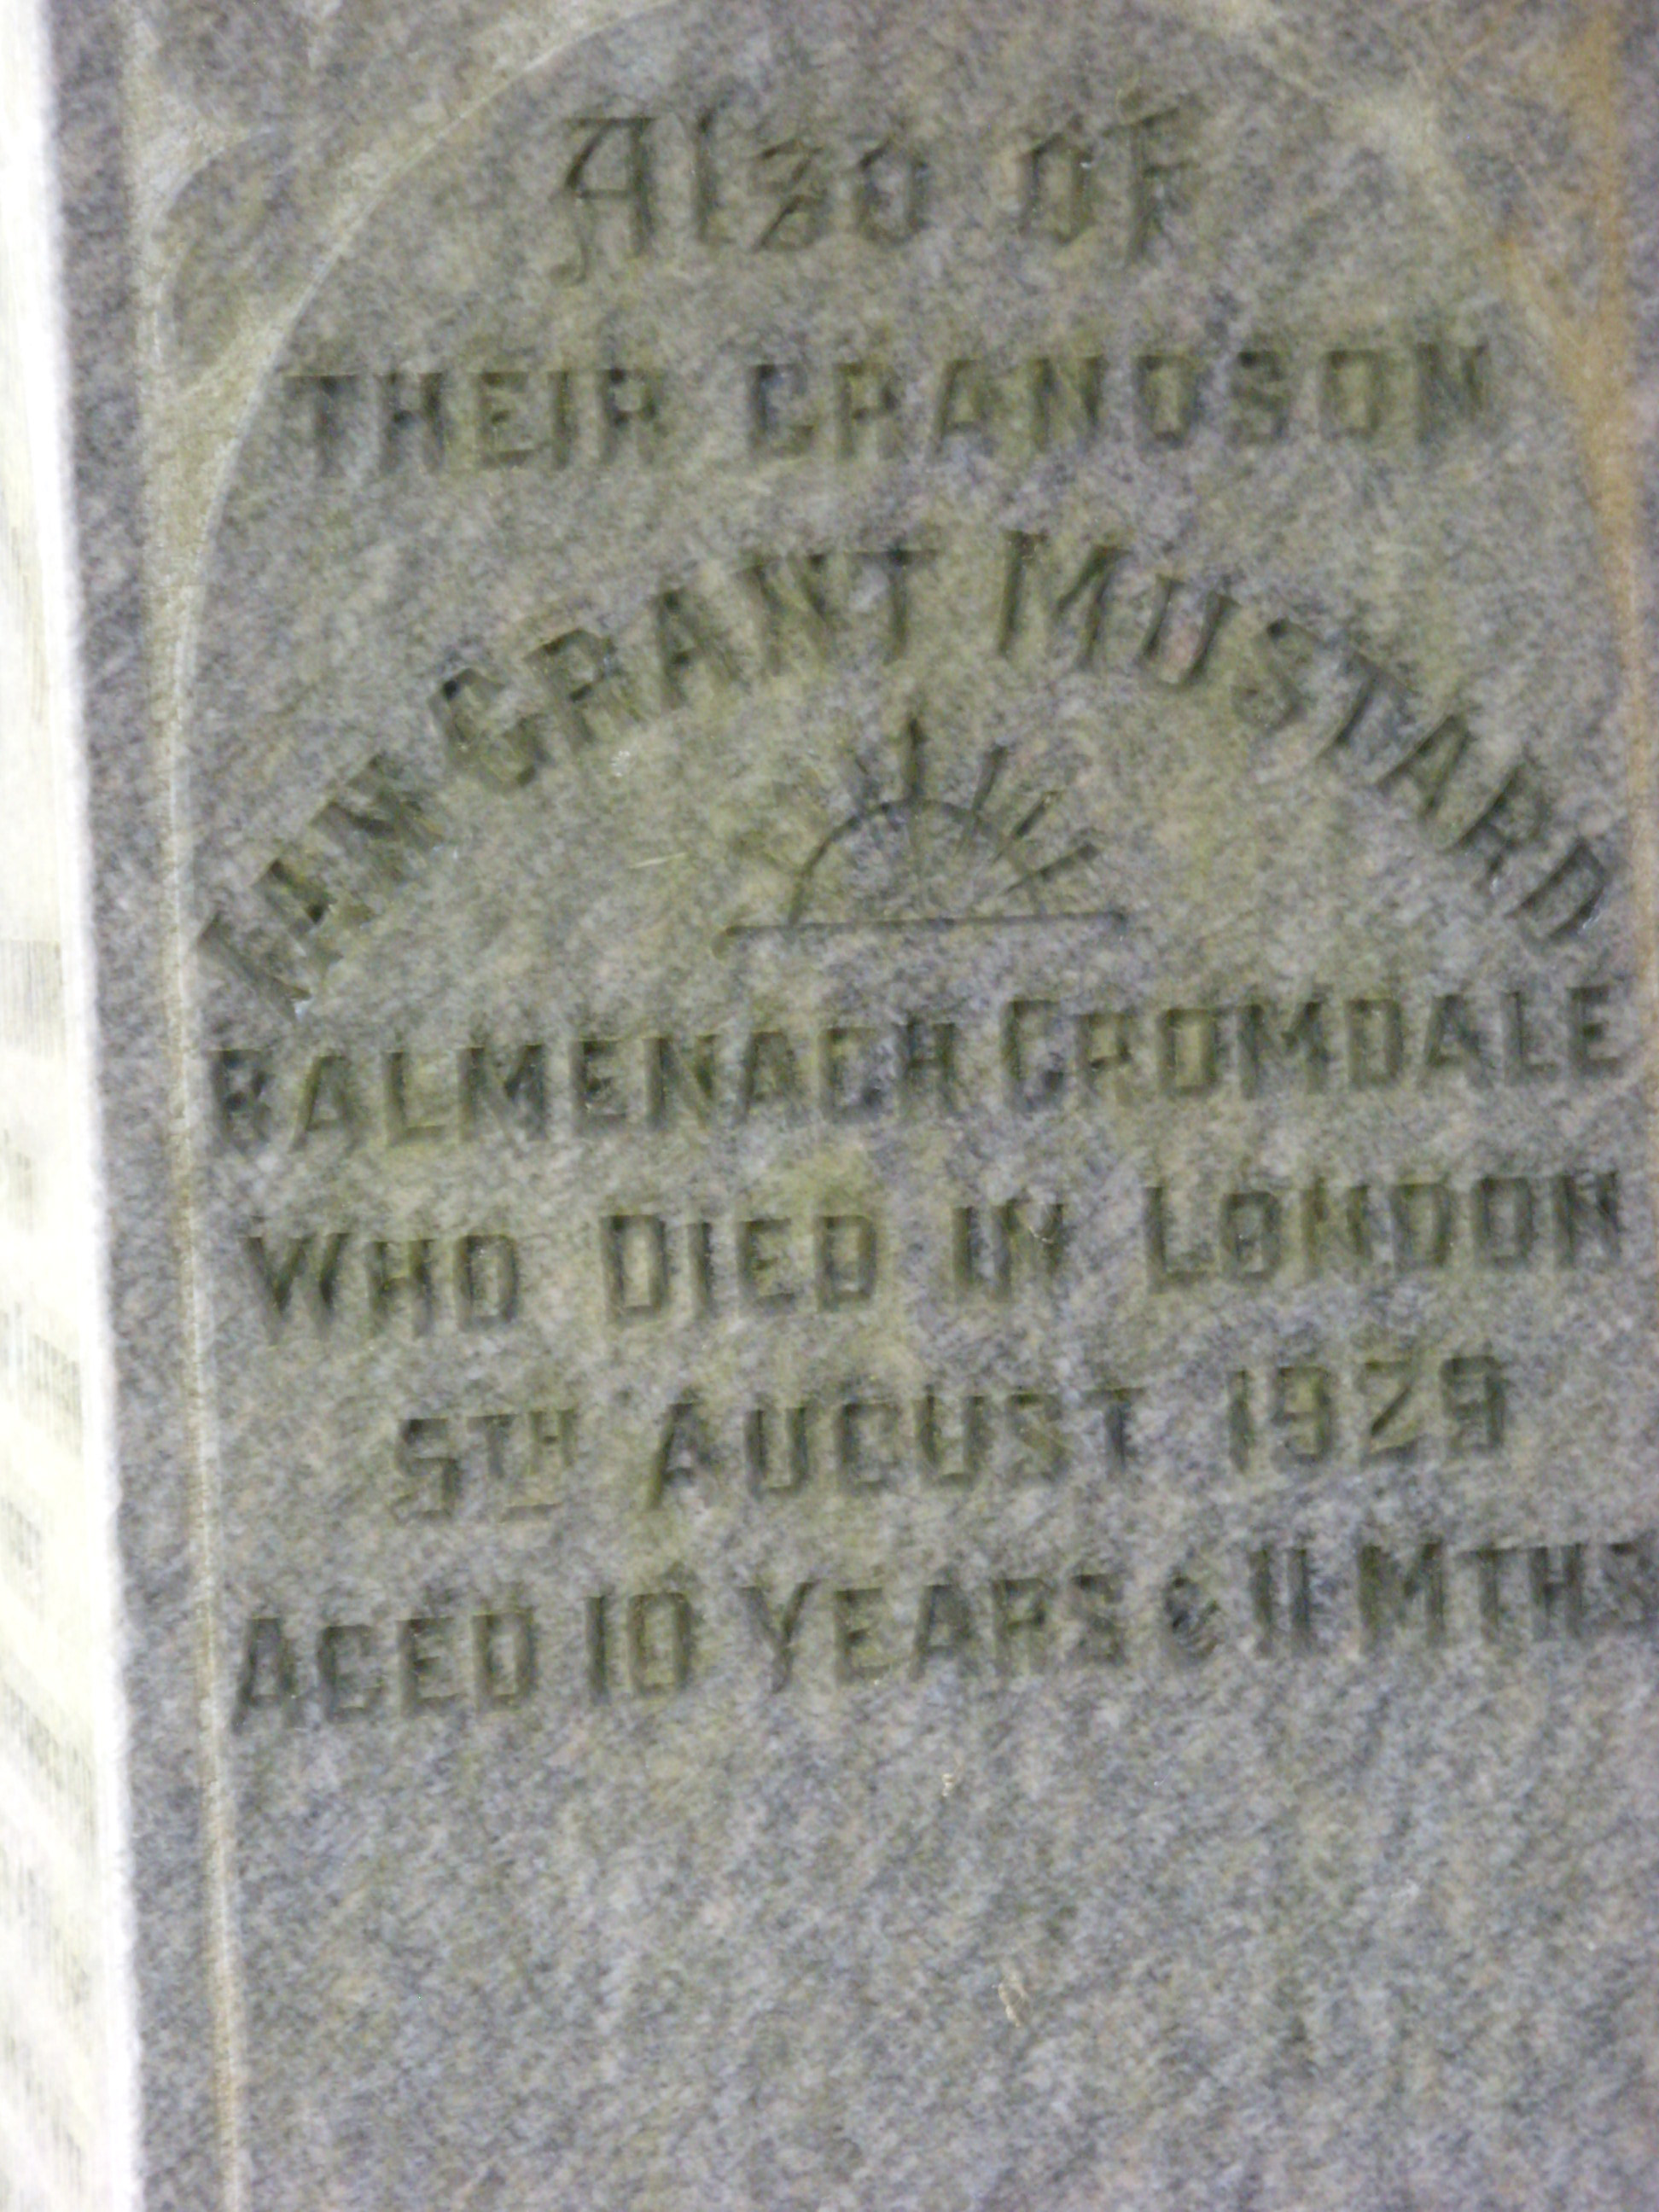 Also of
THEIR GRANDSON
IAN GRANT MUSTARD
BALMENACH CROMDALE
WHO DIED IN LONDON
5TH AUGUST 1929
AGED 10 YEARS & 11 MTHS